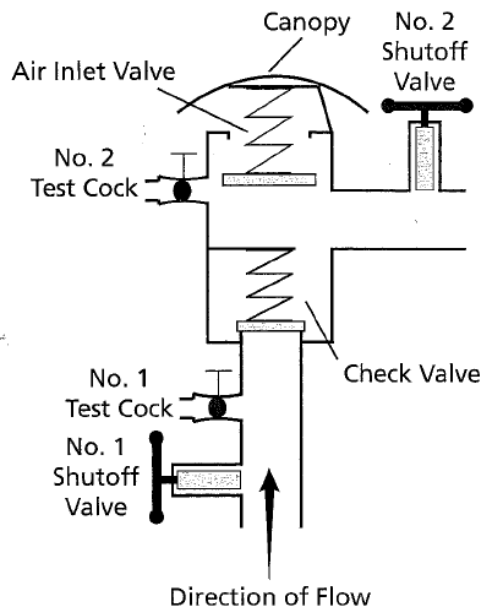 Canopy
No. 2
Shutoff
Valve
Air Inlet Valve
No. 2
Test Cock
Check Valve
No. 1
Test Cock
No. 1
Shutoff
Valve
Direction of Flow